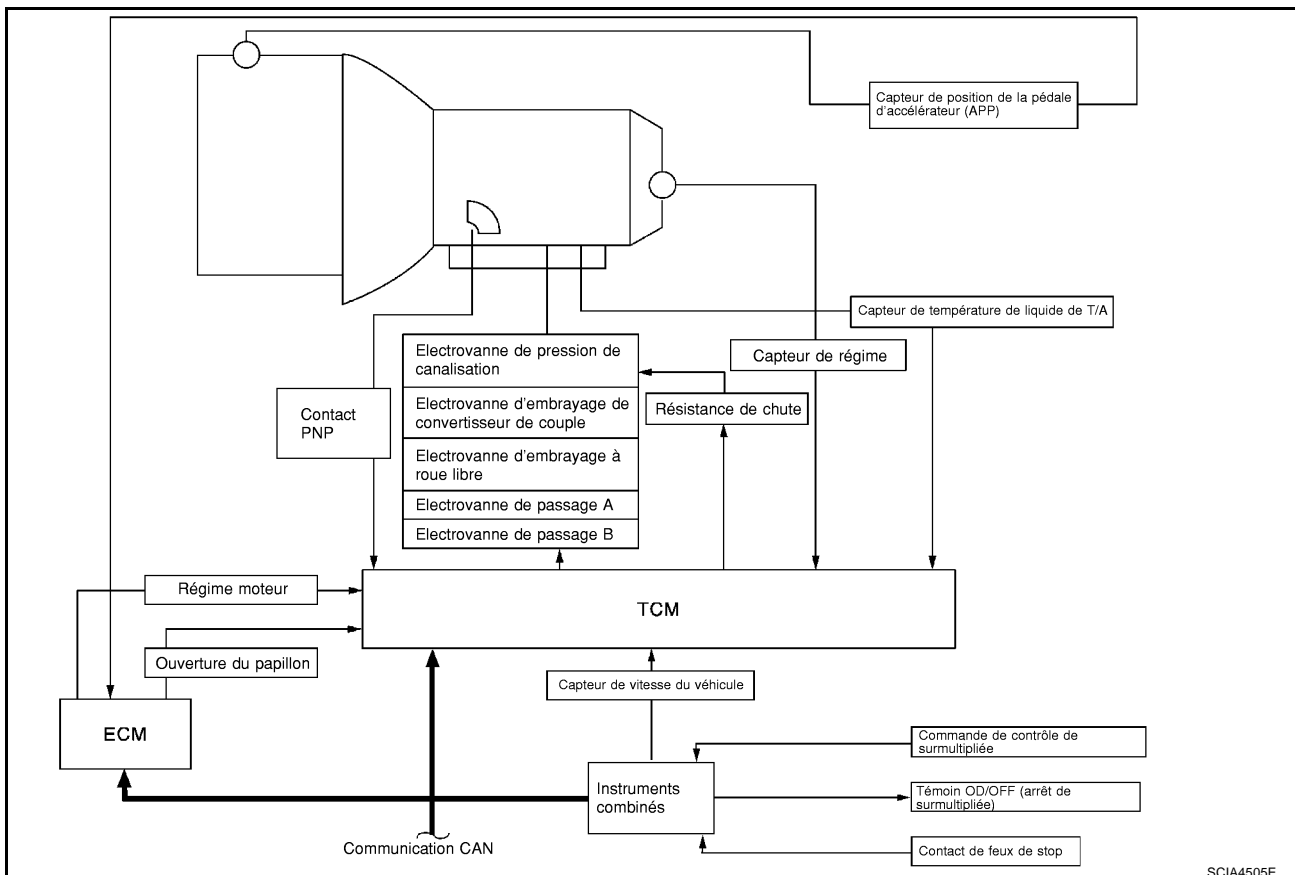 Capteur de position de la pédale
d'accélérateur (APP)
Capteur de température de liquide de T/A
Electrovanne de pression de
canalisation
Capteur de régime
Contact
PNP
Electrovanne d'embrayage de
convertisseur de couple
Résistance de chute
Electrovanne d'embrayage à
roue libre
Electrovanne de passage A
Electrovanne de passage B
Régime moteur
TCM
Ouverture du papillon
Capteur de vitesse du véhicule
ECM
Commande de contrôle de
surmultipliée
Instruments
combinés
Témoin OD/OFF (arrêt de
surmultipliée)
Communication CAN
Contact de feux de stop
SCIA4505E